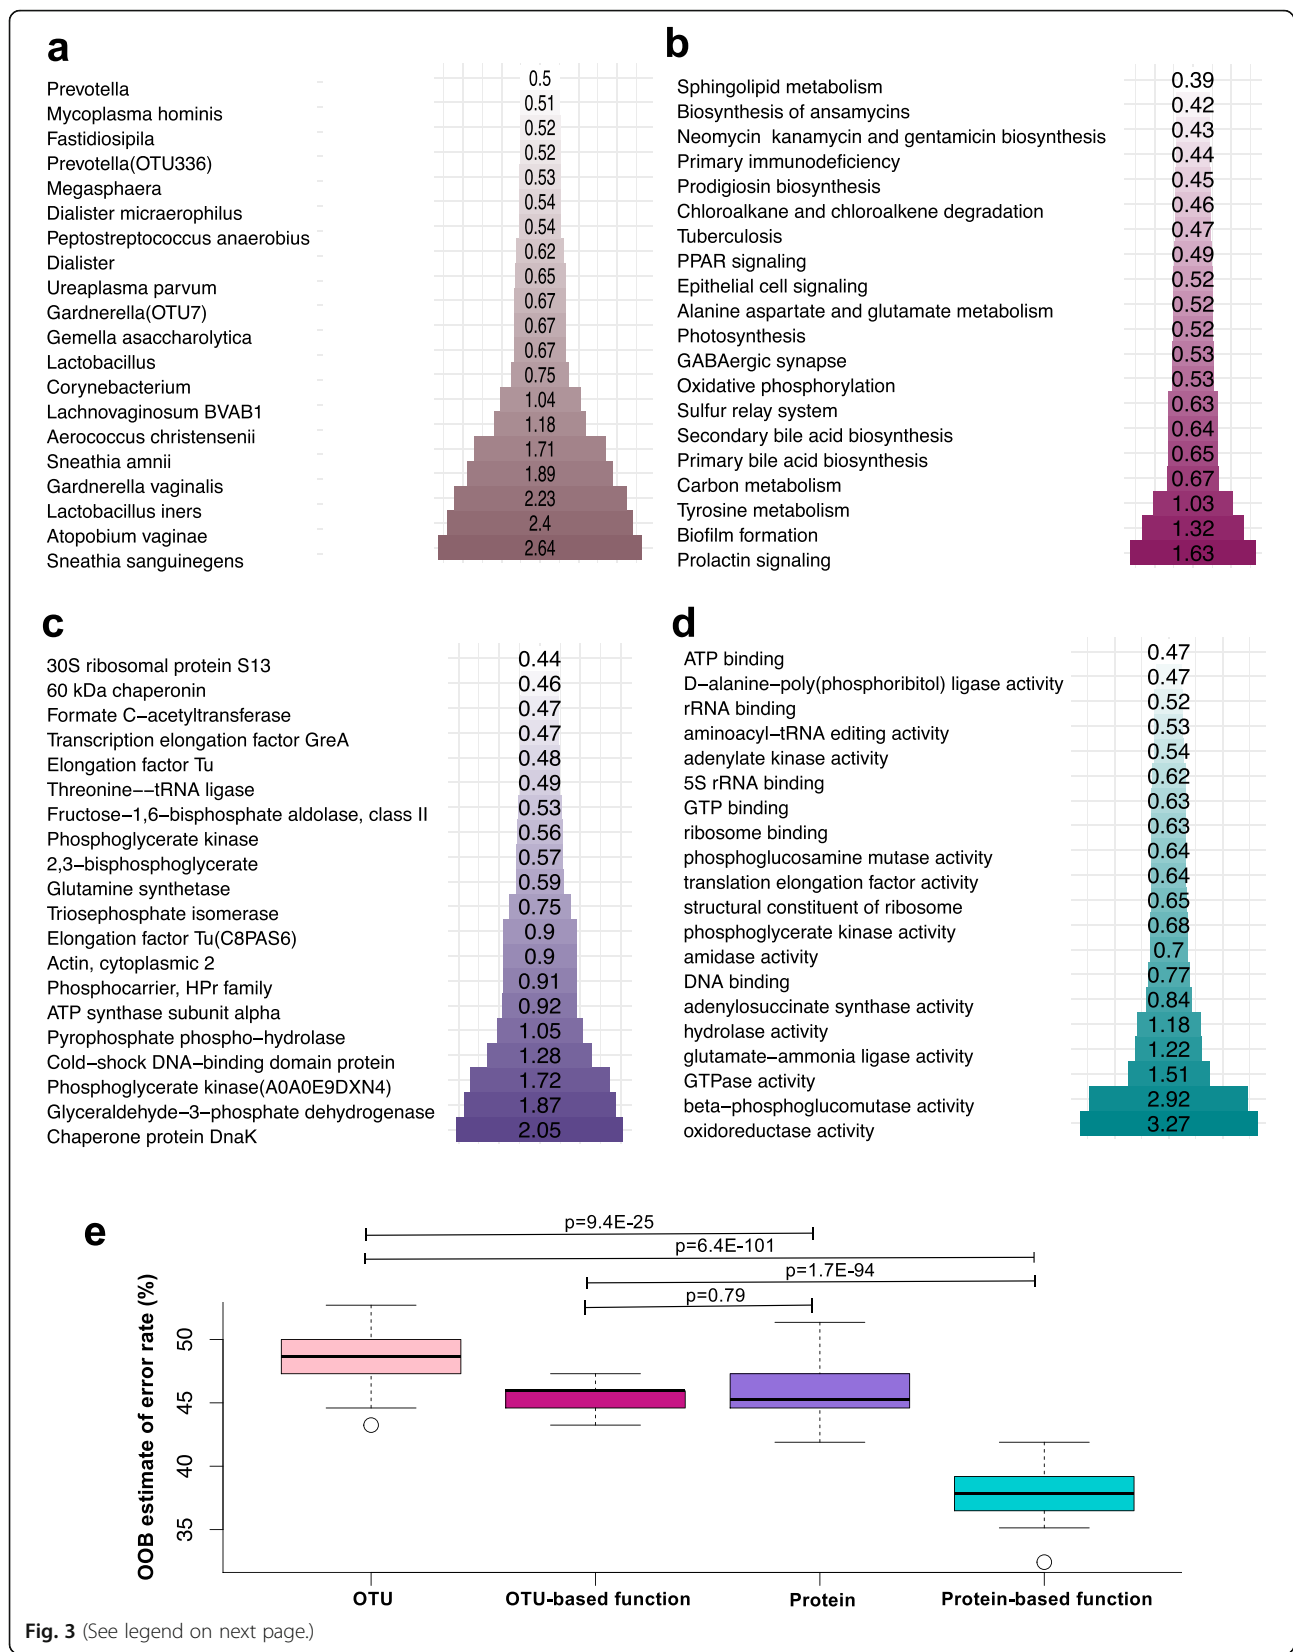 a
Prevotella 0.5
Mycoplasma hominis 0.51
Fastidiosipila 0.52
Prevotella(OTU336) 0.52
Megasphaera 0.53
Dialister micraerophilus 0.54
Peptostreptococcus anaerobius 0.54
Dialister 0.62
Ureaplasma parvum 0.65
Gardnerella(OTU7) 0.67
Gemella asaccharolytica 0.67
Lactobacillus 0.67
Corynebacterium 0.75
Lachnovaginosum BVAB1 1.04
Aerococcus christensenii 1.18
Sneathia amnii 1.71
Gardnerella vaginalis 1.89
Lactobacillus iners 2.23
Atopobium vaginae 2.4
Sneathia sanguinegens 2.64
b
Sphingolipid metabolism 0.39
Biosynthesis of ansamycins 0.42
Neomycin kanamycin and gentamicin biosynthesis 0.43
Primary immunodeficiency 0.44
Prodigiosin biosynthesis 0.45
Chloroalkane and chloroalkene degradation 0.46
Tuberculosis 0.47
PPAR signaling 0.49
Epithelial cell signaling 0.52
Alanine aspartate and glutamate metabolism 0.52
Photosynthesis 0.52
GABAergic synapse 0.53
Oxidative phosphorylation 0.53
Sulfur relay system 0.63
Secondary bile acid biosynthesis 0.64
Primary bile acid biosynthesis 0.65
Carbon metabolism 0.67
Tyrosine metabolism 1.03
Biofilm formation 1.32
Prolactin signaling 1.63
c
30S ribosomal protein S13 0.44
60 kDa chaperonin 0.46
Formate C−acetyltransferase 0.47
Transcription elongation factor GreA 0.47
Elongation factor Tu 0.48
Threonine−−tRNA ligase 0.49
Fructose−1,6−bisphosphate aldolase, class II 0.53
Phosphoglycerate kinase 0.56
2,3−bisphosphoglycerate 0.57
Glutamine synthetase 0.59
Triosephosphate isomerase 0.75
Elongation factor Tu(C8PAS6) 0.9
Actin, cytoplasmic 2 0.9
Phosphocarrier, HPr family 0.91
ATP synthase subunit alpha 0.92
Pyrophosphate phospho−hydrolase 1.05
Cold−shock DNA−binding domain protein 1.28
Phosphoglycerate kinase(A0A0E9DXN4) 1.72
Glyceraldehyde−3−phosphate dehydrogenase 1.87
Chaperone protein DnaK 2.05
d
ATP binding 0.47
D−alanine−poly(phosphoribitol) ligase activity 0.47
rRNA binding 0.52
aminoacyl−tRNA editing activity 0.53
adenylate kinase activity 0.54
5S rRNA binding 0.62
GTP binding 0.63
ribosome binding 0.63
phosphoglucosamine mutase activity 0.64
translation elongation factor activity 0.64
structural constituent of ribosome 0.65
phosphoglycerate kinase activity 0.68
amidase activity 0.7
DNA binding 0.77
adenylosuccinate synthase activity 0.84
hydrolase activity 1.18
glutamate−ammonia ligase activity 1.22
GTPase activity 1.51
beta−phosphoglucomutase activity 2.92
oxidoreductase activity 3.27
e
p=9.4E-25
p=6.4E-101
p=1.7E-94
p=0.79
OOB estimate of error rate (%)
50
45
40
35
OTU OTU-based function Protein Protein-based function
Fig. 3 (See legend on next page.)